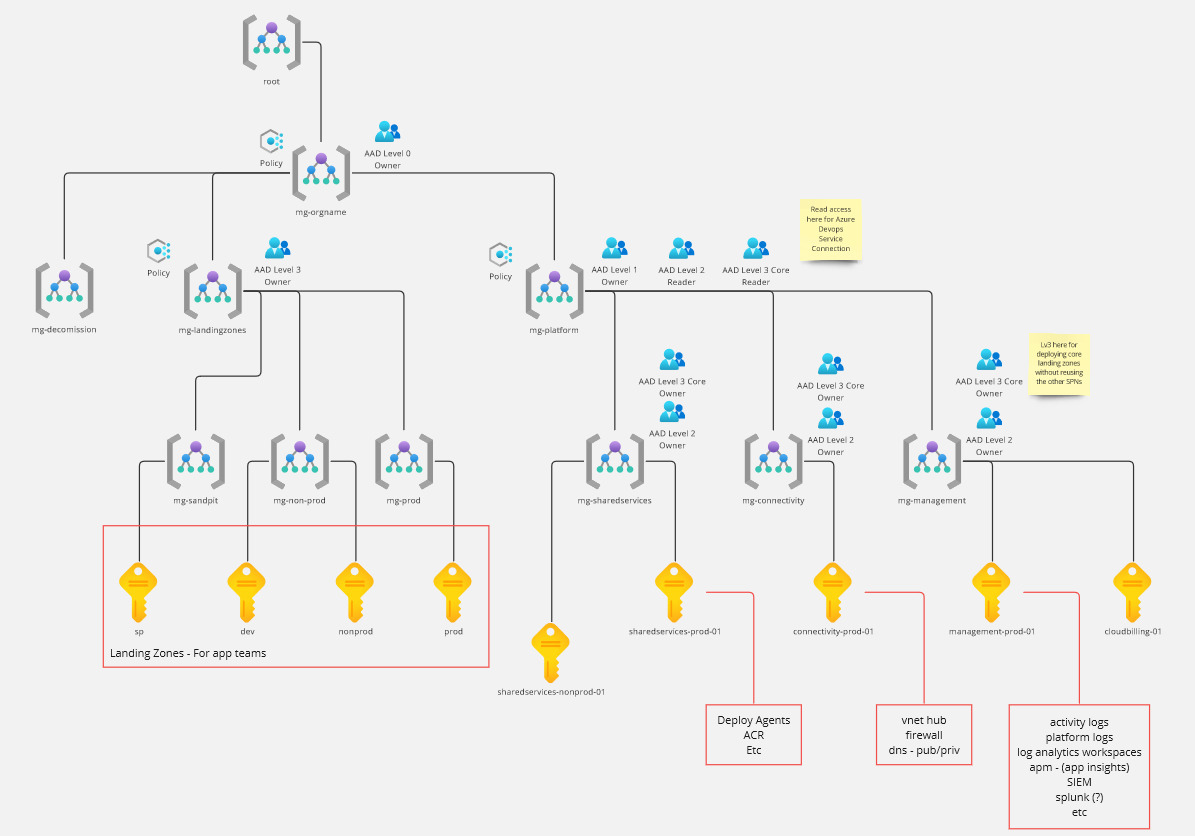 root
Policy
AAD Level 0
Owner
mg-orgname
Read access
here for Azure
Devops
Service
Connection
Policy
AAD Level 3
Owner
Policy
AAD Level 1
Owner
AAD Level 2
Reader
AAD Level 3 Core
Reader
mg-decomission
mg-landingzones
mg-platform
Lv3 here for
deploying core
landing zones
without reusing
the other SPNs
AAD Level 3 Core
Owner
AAD Level 2
Owner
AAD Level 3 Core
Owner
AAD Level 2
Owner
AAD Level 3 Core
Owner
AAD Level 2
Owner
mg-sandpit
mg-non-prod
mg-prod
mg-sharedservices
mg-connectivity
mg-management
sp
dev
nonprod
prod
Landing Zones - For app teams
sharedservices-prod-01
connectivity-prod-01
management-prod-01
cloudbilling-01
sharedservices-nonprod-01
Deploy Agents
ACR
Etc
vnet hub
firewall
dns - pub/priv
activity logs
platform logs
log analytics workspaces
apm - (app insights)
SIEM
splunk (?)
etc